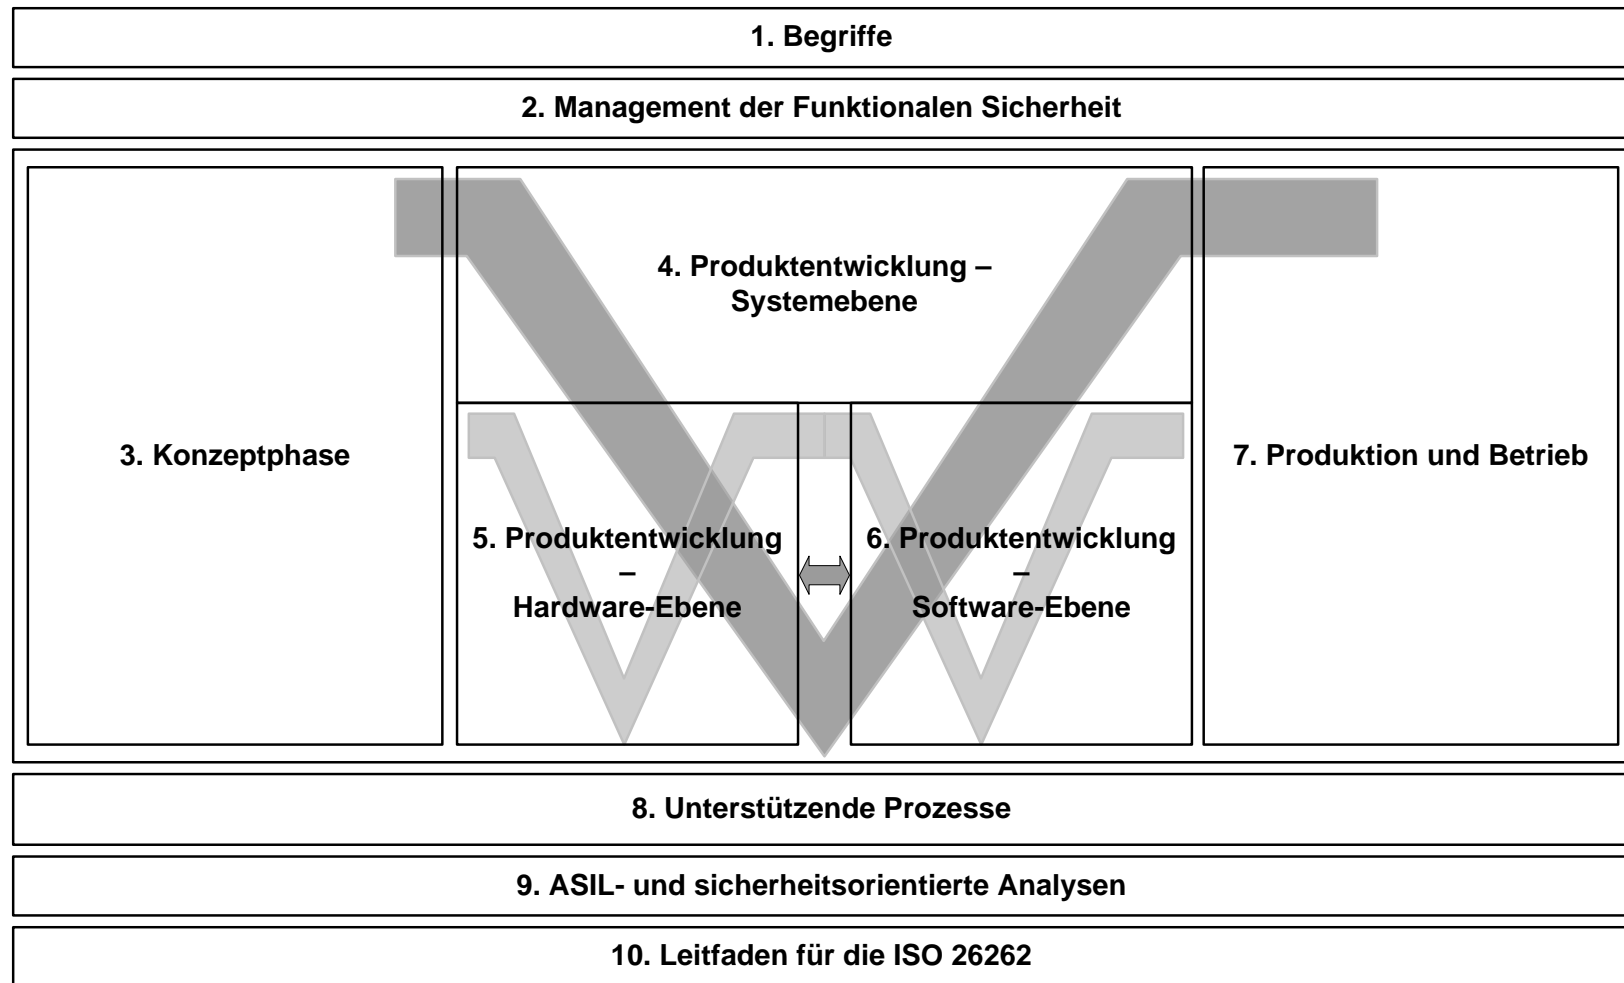 1. Begriffe
2. Management der Funktionalen Sicherheit
4. Produktentwicklung –
Systemebene
3. Konzeptphase
7. Produktion und Betrieb
5. Produktentwicklung
–
Hardware-Ebene
6. Produktentwicklung
–
Software-Ebene
8. Unterstützende Prozesse
9. ASIL- und sicherheitsorientierte Analysen
10. Leitfaden für die ISO 26262